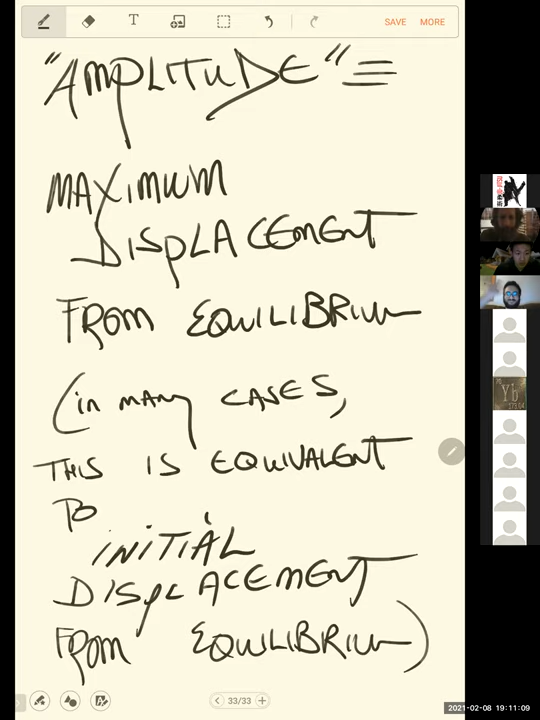 T
SAVE
MORE
"AMPLITUDE" ≡
MAXIMUM
DISPLACEMENT
FROM EQUILIBRIUM
(in many CASES,
THIS IS EQUIVALENT
TO
INITIAL
DISPLACEMENT
FROM EQUILIBRIUM)
33/33
Yb
2021-02-08 19:11:09